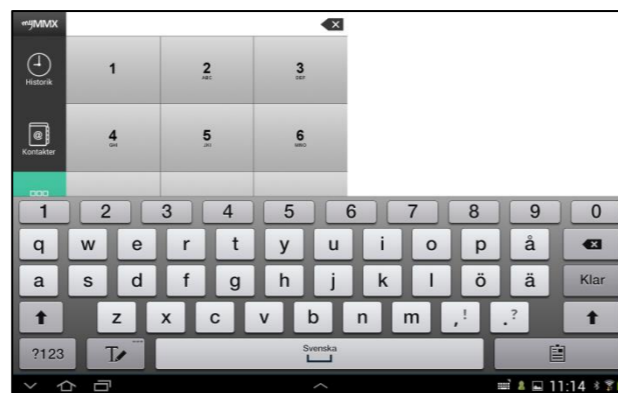 myMMX
Historik
1
2
ABC
3
DEF
Kontakter
4
GHI
5
JKL
6
MNO
1 2 3 4 5 6 7 8 9 0
q w e r t y u i o p å
a s d f g h j k l ö ä Klar
z x c v b n m , ! . ?
?123 T Svenska
11:14